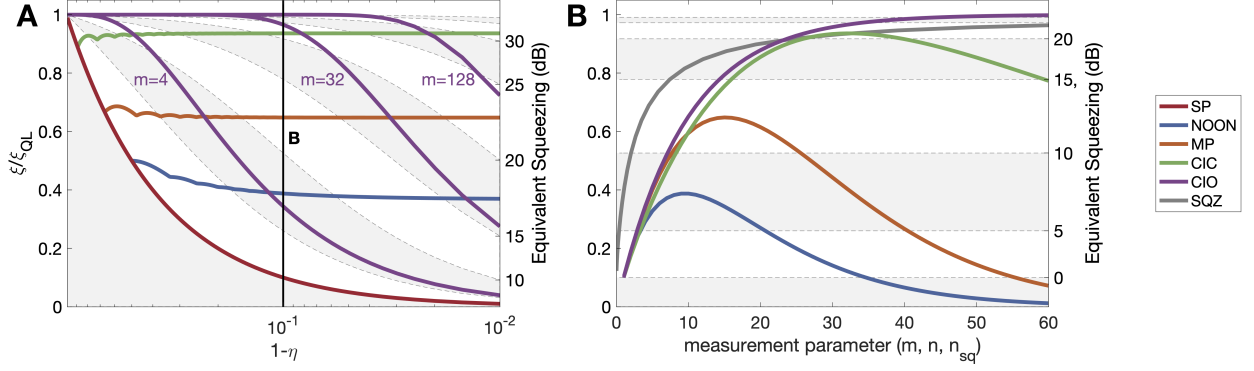 A
1
0.8
0.6
0.4
0.2
0
ξ/ξQL
m=4
m=32
m=128
B
30
25
20
15
10
Equivalent Squeezing (dB)
10-1
10-2
1-η
B
1
0.8
0.6
0.4
0.2
0
0
10
20
30
40
50
60
measurement parameter (m, n, nsq)
20
15,
10
5
0
Equivalent Squeezing (dB)
SP
NOON
MP
CIC
CIO
SQZ